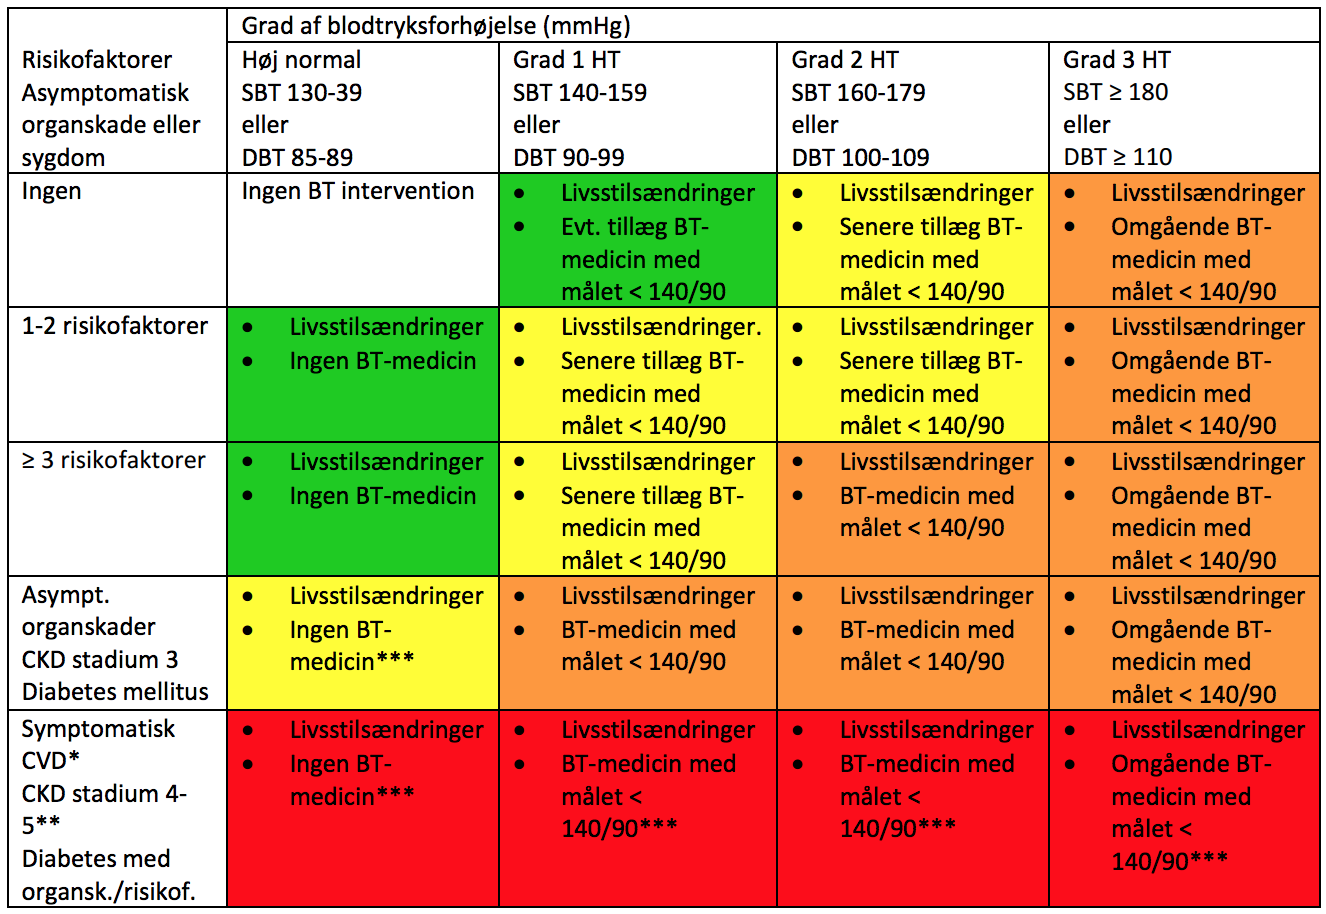 Grad af blodtryksforhøjelse (mmHg)
Risikofaktorer
Asymptomatisk
organskade eller
sygdom
Høj normal
SBT 130-39
eller
DBT 85-89
Grad 1 HT
SBT 140-159
eller
DBT 90-99
Grad 2 HT
SBT 160-179
eller
DBT 100-109
Grad 3 HT
SBT ≥ 180
eller
DBT ≥ 110
Ingen
Ingen BT intervention
• Livsstilsændringer
• Evt. tillæg BT-
medicin med
målet < 140/90
• Livsstilsændringer
• Senere tillæg BT-
medicin med
målet < 140/90
• Livsstilsændringer
• Omgående BT-
medicin med
målet < 140/90
1-2 risikofaktorer
• Livsstilsændringer
• Ingen BT-medicin
• Livsstilsændringer.
• Senere tillæg BT-
medicin med
målet < 140/90
• Livsstilsændringer
• Senere tillæg BT-
medicin med
målet < 140/90
• Livsstilsændringer
• Omgående BT-
medicin med
målet < 140/90
≥ 3 risikofaktorer
• Livsstilsændringer
• Ingen BT-medicin
• Livsstilsændringer
• Senere tillæg BT-
medicin med
målet < 140/90
• Livsstilsændringer
• BT-medicin med
målet < 140/90
• Livsstilsændringer
• Omgående BT-
medicin med
målet < 140/90
Asympt.
organskader
CKD stadium 3
Diabetes mellitus
• Livsstilsændringer
• Ingen BT-
medicin***
• Livsstilsændringer
• BT-medicin med
målet < 140/90
• Livsstilsændringer
• BT-medicin med
målet < 140/90
• Livsstilsændringer
• Omgående BT-
medicin med
målet < 140/90
Symptomatisk
CVD*
CKD stadium 4-
5**
Diabetes med
organsk./risikof.
• Livsstilsændringer
• Ingen BT-
medicin***
• Livsstilsændringer
• BT-medicin med
målet <
140/90***
• Livsstilsændringer
• BT-medicin med
målet <
140/90***
• Livsstilsændringer
• Omgående BT-
medicin med
målet <
140/90***